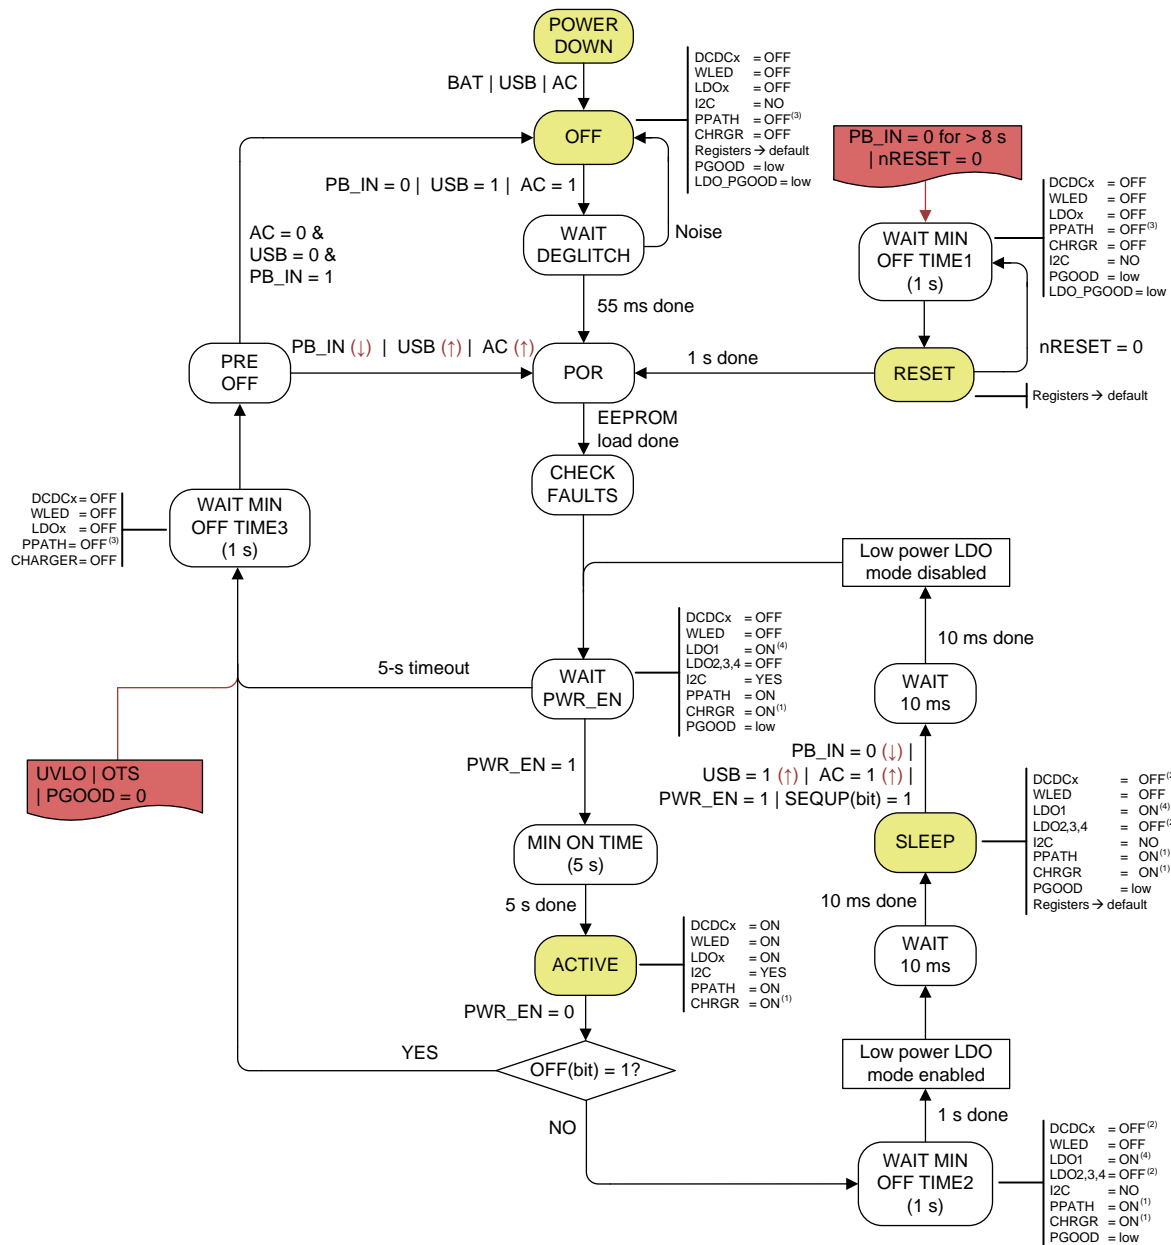 POWER
DOWN
BAT | USB | AC
DCDCx = OFF
WLED = OFF
LDOx = OFF
I2C = NO
PPATH = OFF(3)
CHRGR = OFF
Registers → default
PGOOD = low
LDO_PGOOD = low
OFF
PB_IN = 0 | USB = 1 | AC = 1
WAIT
DEGLITCH
Noise
55 ms done
AC = 0 &
USB = 0 &
PB_IN = 1
PB_IN = 0 for > 8 s
| nRESET = 0
DCDCx = OFF
WLED = OFF
LDOx = OFF
PPATH = OFF(3)
CHRGR = OFF
I2C = NO
PGOOD = low
LDO_PGOOD = low
WAIT MIN
OFF TIME1
(1 s)
nRESET = 0
PRE
OFF
PB_IN (↓) | USB (↑) | AC (↑)
POR
1 s done
RESET
Registers → default
EEPROM
load done
CHECK
FAULTS
DCDCx = OFF
WLED = OFF
LDOx = OFF
PPATH = OFF(3)
CHARGER = OFF
WAIT MIN
OFF TIME3
(1 s)
Low power LDO
mode disabled
10 ms done
5-s timeout
WAIT
PWR_EN
DCDCx = OFF
WLED = OFF
LDO1 = ON(4)
LDO2,3,4 = OFF
I2C = YES
PPATH = ON
CHRGR = ON(1)
PGOOD = low
WAIT
10 ms
UVLO | OTS
| PGOOD = 0
PWR_EN = 1
PB_IN = 0 (↓) |
USB = 1 (↑) | AC = 1 (↑) |
PWR_EN = 1 | SEQUP(bit) = 1
MIN ON TIME
(5 s)
SLEEP
DCDCx = OFF(2
WLED = OFF
LDO1 = ON(4)
LDO2,3,4 = OFF(2
I2C = NO
PPATH = ON(1)
CHRGR = ON(1)
PGOOD = low
Registers → default
5 s done
10 ms done
ACTIVE
DCDCx = ON
WLED = ON
LDOx = ON
I2C = YES
PPATH = ON
CHRGR = ON(1)
WAIT
10 ms
PWR_EN = 0
YES
OFF(bit) = 1?
Low power LDO
mode enabled
NO
1 s done
WAIT MIN
OFF TIME2
(1 s)
DCDCx = OFF(2)
WLED = OFF
LDO1 = ON(4)
LDO2,3,4 = OFF(2)
I2C = NO
PPATH = ON(1)
CHRGR = ON(1)
PGOOD = low